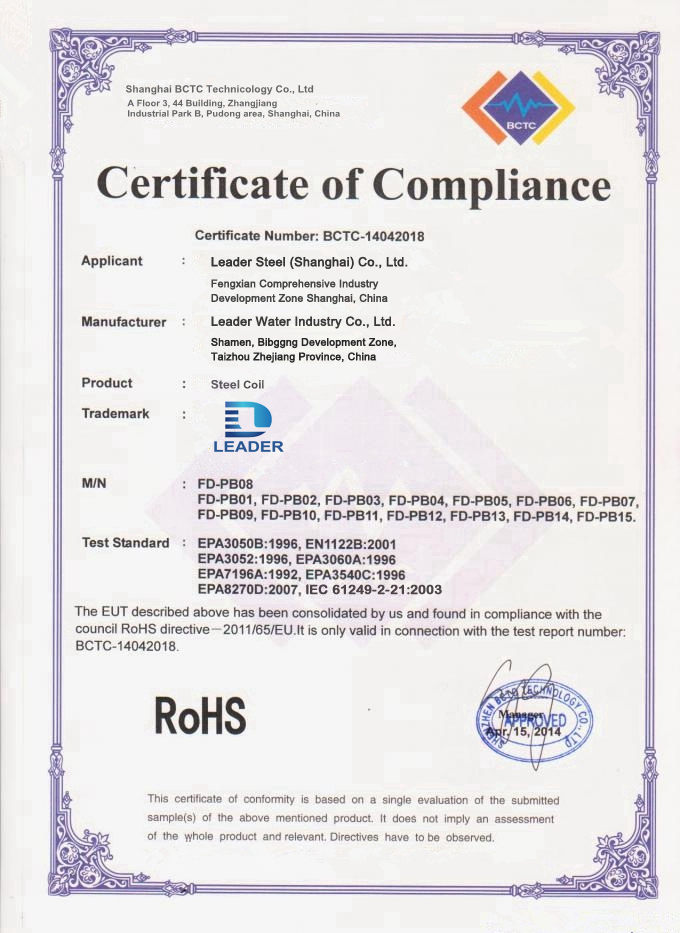 Shanghai BCTC Technicology Co., Ltd
A Floor 3, 44 Building, Zhangjiang
Industrial Park B, Pudong area, Shanghai, China
BCTC
Certificate of Compliance
Certificate Number: BCTC-14042018
Applicant : Leader Steel (Shanghai) Co., Ltd.
Fengxian Comprehensive Industry
Development Zone Shanghai, China
Manufacturer : Leader Water Industry Co., Ltd.
Shamen, Bibggng Development Zone,
Taizhou Zhejiang Province, China
Product : Steel Coil
Trademark :
LEADER
M/N : FD-PB08
FD-PB01, FD-PB02, FD-PB03, FD-PB04, FD-PB05, FD-PB06, FD-PB07,
FD-PB09, FD-PB10, FD-PB11, FD-PB12, FD-PB13, FD-PB14, FD-PB15.
Test Standard : EPA3050B:1996, EN1122B:2001
EPA3052:1996, EPA3060A:1996
EPA7196A:1992, EPA3540C:1996
EPA8270D:2007, IEC 61249-2-21:2003
The EUT described above has been consolidated by us and found in compliance with the
council RoHS directive－2011/65/EU.It is only valid in connection with the test report number:
BCTC-14042018.
RoHS
SHENZHEN BCTC TECHNOLOGY CO., LTD
Manager
APPROVED
Apr. 15, 2014
This certificate of conformity is based on a single evaluation of the submitted
sample(s) of the above mentioned product. It does not imply an assessment
of the whole product and relevant. Directives have to be observed.